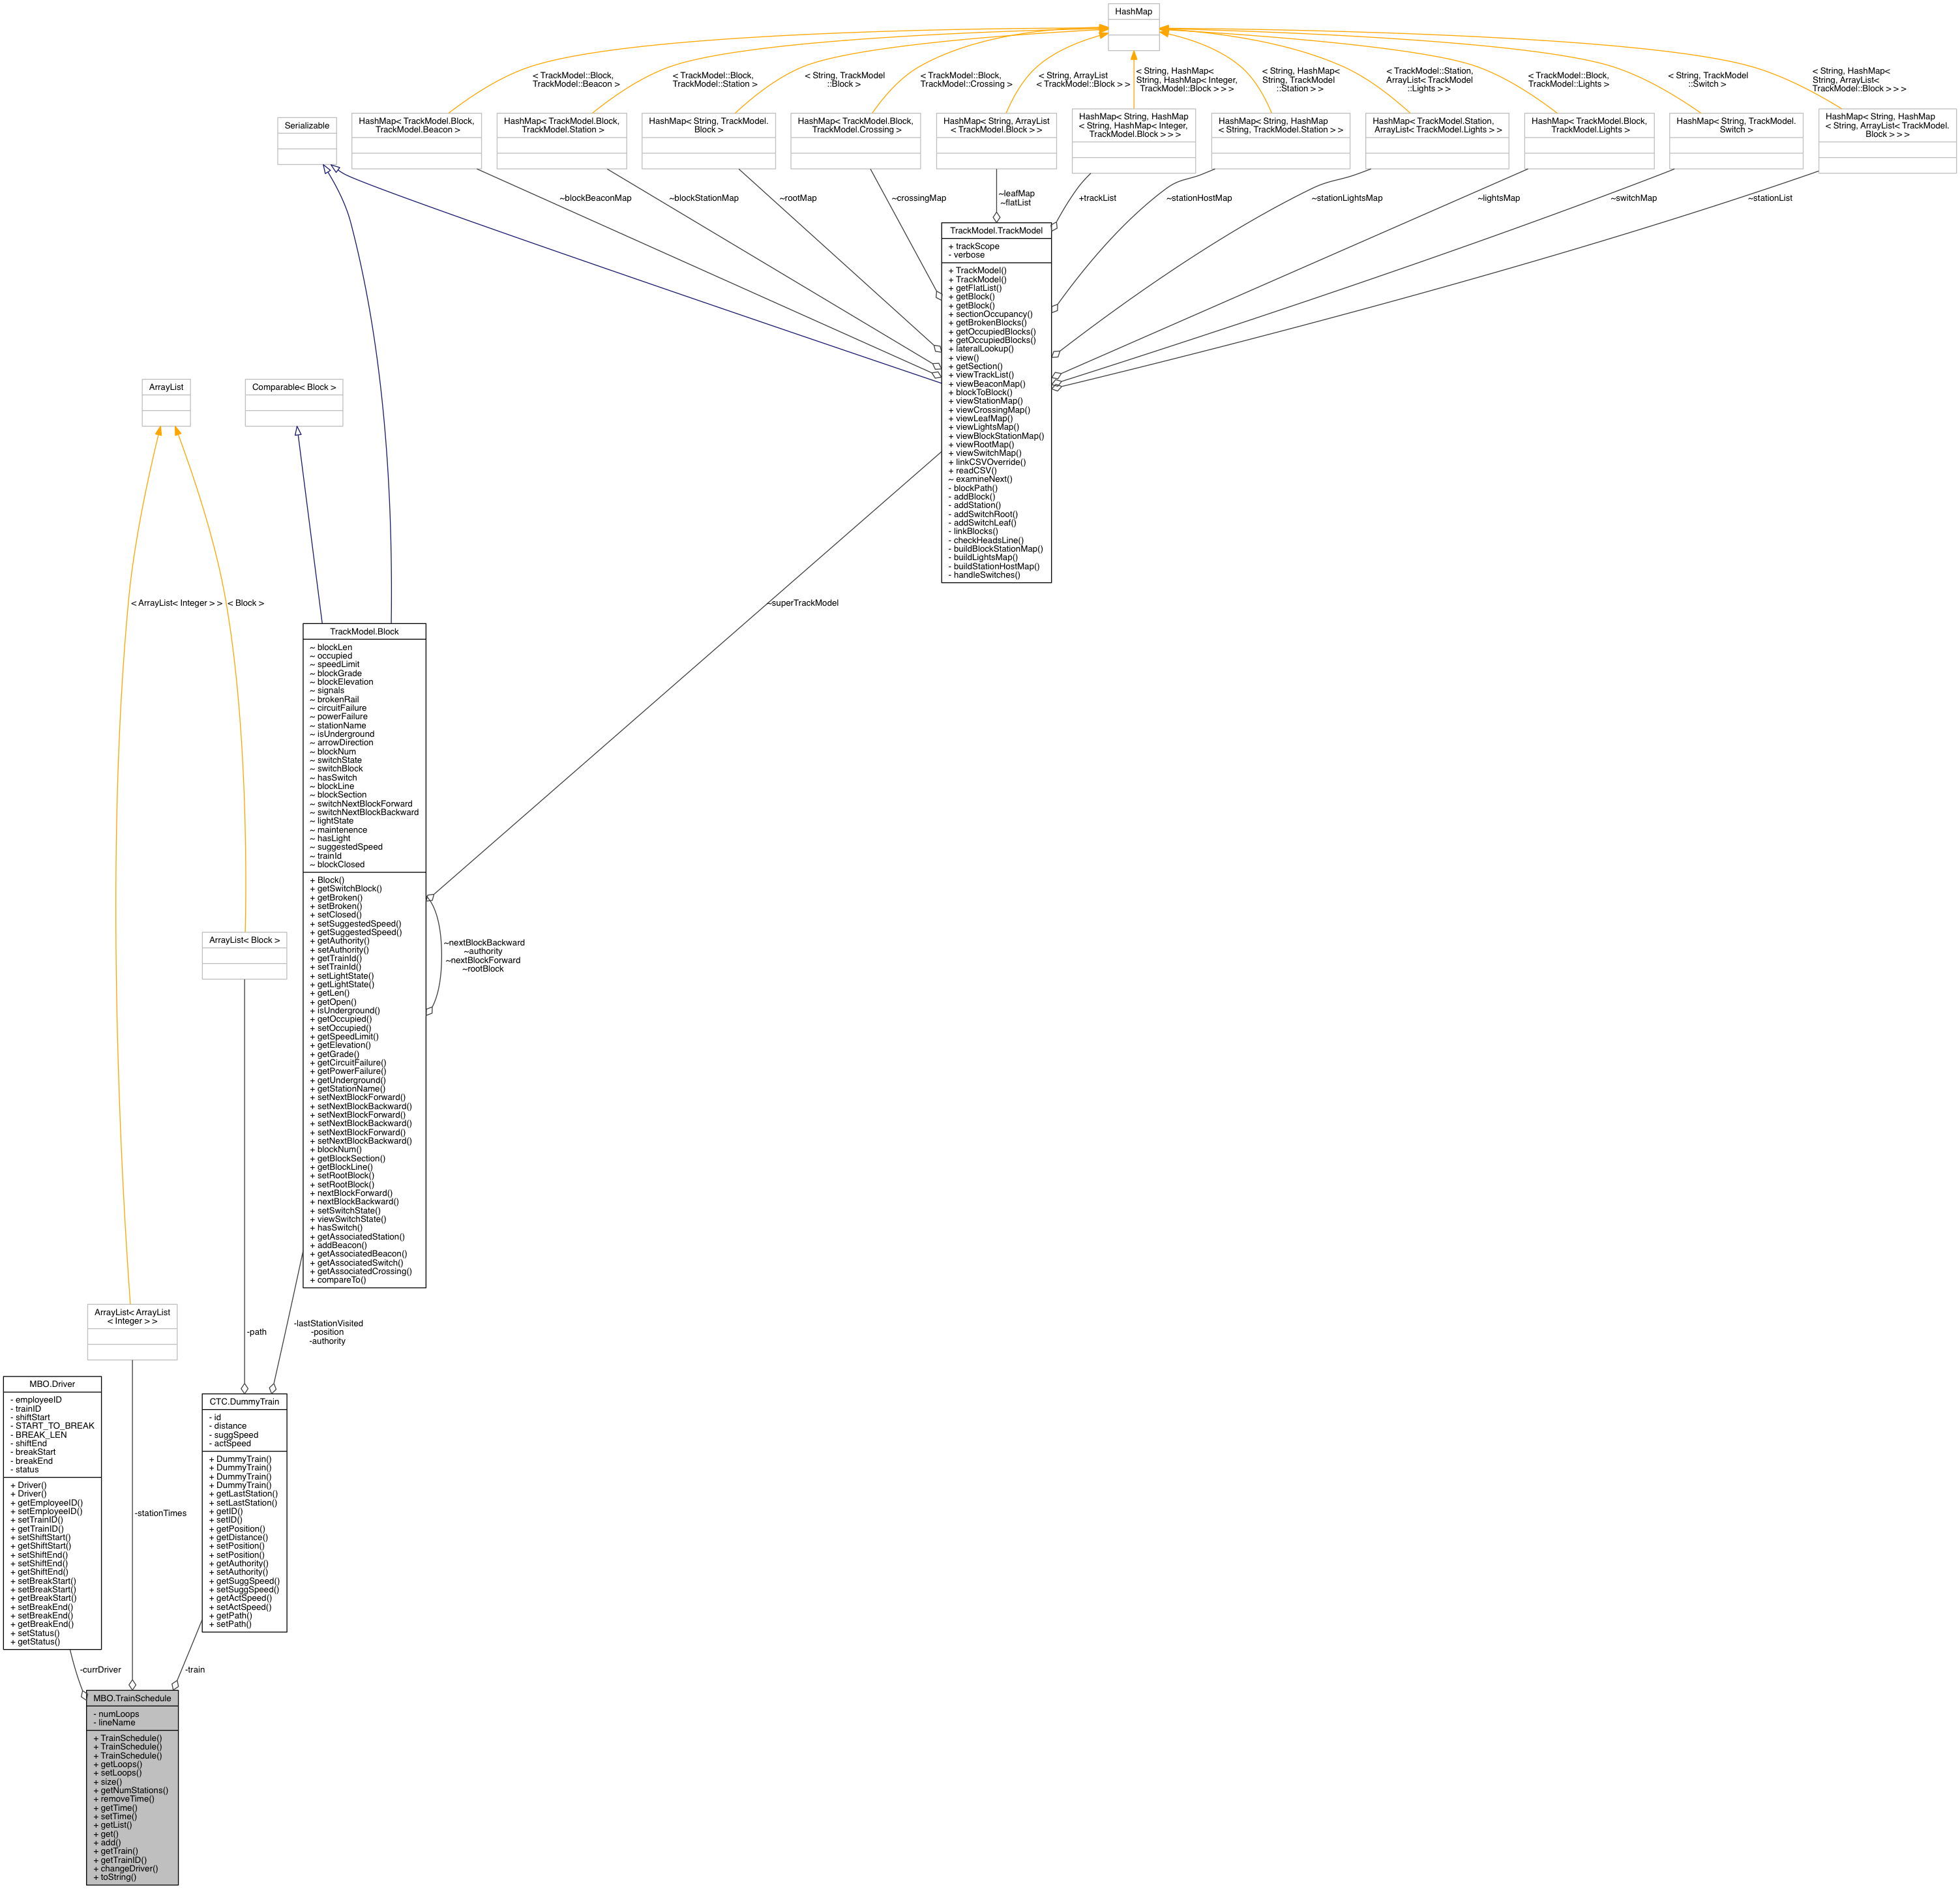 HashMap
< TrackModel::Block,
TrackModel::Beacon >
< TrackModel::Block,
TrackModel::Station >
< String, TrackModel
::Block >
< TrackModel::Block,
TrackModel::Crossing >
< String, ArrayList
< TrackModel::Block > >
< String, HashMap<
String, HashMap< Integer,
TrackModel::Block > > >
< String, HashMap<
String, TrackModel
::Station > >
< TrackModel::Station,
ArrayList< TrackModel
::Lights > >
< TrackModel::Block,
TrackModel::Lights >
< String, TrackModel
::Switch >
< String, HashMap<
String, ArrayList<
TrackModel::Block > > >
Serializable
HashMap< TrackModel.Block,
TrackModel.Beacon >
HashMap< TrackModel.Block,
TrackModel.Station >
HashMap< String, TrackModel.
Block >
HashMap< TrackModel.Block,
TrackModel.Crossing >
HashMap< String, ArrayList
< TrackModel.Block > >
HashMap< String, HashMap
< String, HashMap< Integer,
TrackModel.Block > > >
HashMap< String, HashMap
< String, TrackModel.Station > >
HashMap< TrackModel.Station,
ArrayList< TrackModel.Lights > >
HashMap< TrackModel.Block,
TrackModel.Lights >
HashMap< String, TrackModel.
Switch >
HashMap< String, HashMap
< String, ArrayList< TrackModel.
Block > > >
~blockBeaconMap
~blockStationMap
~rootMap
~crossingMap
~leafMap
~flatList
+trackList
~stationHostMap
~stationLightsMap
~lightsMap
~switchMap
~stationList
TrackModel.TrackModel
+ trackScope
- verbose
+ TrackModel()
+ TrackModel()
+ getFlatList()
+ getBlock()
+ getBlock()
+ sectionOccupancy()
+ getBrokenBlocks()
+ getOccupiedBlocks()
+ getOccupiedBlocks()
+ lateralLookup()
+ view()
+ getSection()
+ viewTrackList()
+ viewBeaconMap()
+ blockToBlock()
+ viewStationMap()
+ viewCrossingMap()
+ viewLeafMap()
+ viewLightsMap()
+ viewBlockStationMap()
+ viewRootMap()
+ viewSwitchMap()
+ linkCSVOverride()
+ readCSV()
~ examineNext()
- blockPath()
- addBlock()
- addStation()
- addSwitchRoot()
- addSwitchLeaf()
- linkBlocks()
- checkHeadsLine()
- buildBlockStationMap()
- buildLightsMap()
- buildStationHostMap()
- handleSwitches()
ArrayList
Comparable< Block >
< ArrayList< Integer > >
< Block >
~superTrackModel
TrackModel.Block
~ blockLen
~ occupied
~ speedLimit
~ blockGrade
~ blockElevation
~ signals
~ brokenRail
~ circuitFailure
~ powerFailure
~ stationName
~ isUnderground
~ arrowDirection
~ blockNum
~ switchState
~ switchBlock
~ hasSwitch
~ blockLine
~ blockSection
~ switchNextBlockForward
~ switchNextBlockBackward
~ lightState
~ maintenence
~ hasLight
~ suggestedSpeed
~ trainId
~ blockClosed
+ Block()
+ getSwitchBlock()
+ getBroken()
+ setBroken()
+ setClosed()
+ setSuggestedSpeed()
+ getSuggestedSpeed()
+ getAuthority()
+ setAuthority()
+ getTrainId()
+ setTrainId()
+ setLightState()
+ getLightState()
+ getLen()
+ getOpen()
+ isUnderground()
+ getOccupied()
+ setOccupied()
+ getSpeedLimit()
+ getElevation()
+ getGrade()
+ getCircuitFailure()
+ getPowerFailure()
+ getUnderground()
+ getStationName()
+ setNextBlockForward()
+ setNextBlockBackward()
+ setNextBlockForward()
+ setNextBlockBackward()
+ setNextBlockForward()
+ setNextBlockBackward()
+ blockNum()
+ getBlockSection()
+ getBlockLine()
+ setRootBlock()
+ setRootBlock()
+ nextBlockForward()
+ nextBlockBackward()
+ setSwitchState()
+ viewSwitchState()
+ hasSwitch()
+ getAssociatedStation()
+ addBeacon()
+ getAssociatedBeacon()
+ getAssociatedSwitch()
+ getAssociatedCrossing()
+ compareTo()
~nextBlockBackward
~authority
~nextBlockForward
~rootBlock
ArrayList< Block >
ArrayList< ArrayList
< Integer > >
-path
-lastStationVisited
-position
-authority
MBO.Driver
- employeeID
- trainID
- shiftStart
- START_TO_BREAK
- BREAK_LEN
- shiftEnd
- breakStart
- breakEnd
- status
+ Driver()
+ Driver()
+ getEmployeeID()
+ setEmployeeID()
+ setTrainID()
+ getTrainID()
+ setShiftStart()
+ getShiftStart()
+ setShiftEnd()
+ setShiftEnd()
+ getShiftEnd()
+ setBreakStart()
+ setBreakStart()
+ getBreakStart()
+ setBreakEnd()
+ setBreakEnd()
+ getBreakEnd()
+ setStatus()
+ getStatus()
-stationTimes
CTC.DummyTrain
- id
- distance
- suggSpeed
- actSpeed
+ DummyTrain()
+ DummyTrain()
+ DummyTrain()
+ DummyTrain()
+ getLastStation()
+ setLastStation()
+ getID()
+ setID()
+ getPosition()
+ getDistance()
+ setPosition()
+ setPosition()
+ getAuthority()
+ setAuthority()
+ getSuggSpeed()
+ setSuggSpeed()
+ getActSpeed()
+ setActSpeed()
+ getPath()
+ setPath()
-currDriver
-train
MBO.TrainSchedule
- numLoops
- lineName
+ TrainSchedule()
+ TrainSchedule()
+ TrainSchedule()
+ getLoops()
+ setLoops()
+ size()
+ getNumStations()
+ removeTime()
+ getTime()
+ setTime()
+ getList()
+ get()
+ add()
+ getTrain()
+ getTrainID()
+ changeDriver()
+ toString()